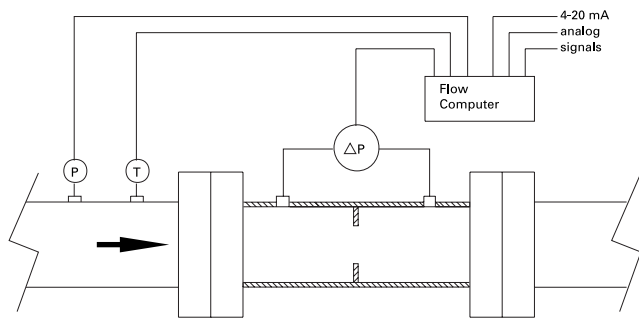 4-20 mA
analog
signals
Flow
Computer
△P
P
T